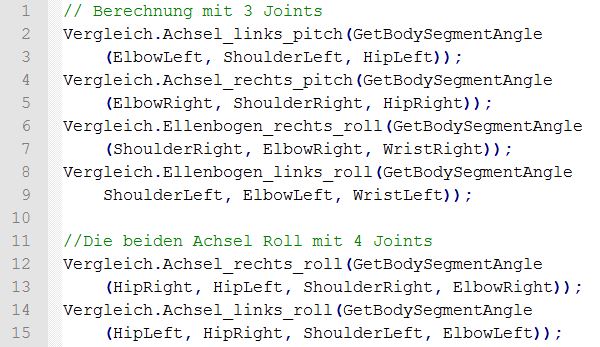 1 // Berechnung mit 3 Joints
2 Vergleich.Achsel_links_pitch(GetBodySegmentAngle
3 (ElbowLeft, ShoulderLeft, HipLeft));
4 Vergleich.Achsel_rechts_pitch(GetBodySegmentAngle
5 (ElbowRight, ShoulderRight, HipRight));
6 Vergleich.Ellenbogen_rechts_roll(GetBodySegmentAngle
7 (ShoulderRight, ElbowRight, WristRight));
8 Vergleich.Ellenbogen_links_roll(GetBodySegmentAngle
9 ShoulderLeft, ElbowLeft, WristLeft));
10
11 //Die beiden Achsel Roll mit 4 Joints
12 Vergleich.Achsel_rechts_roll(GetBodySegmentAngle
13 (HipRight, HipLeft, ShoulderRight, ElbowRight));
14 Vergleich.Achsel_links_roll(GetBodySegmentAngle
15 (HipLeft, HipRight, ShoulderLeft, ElbowLeft));